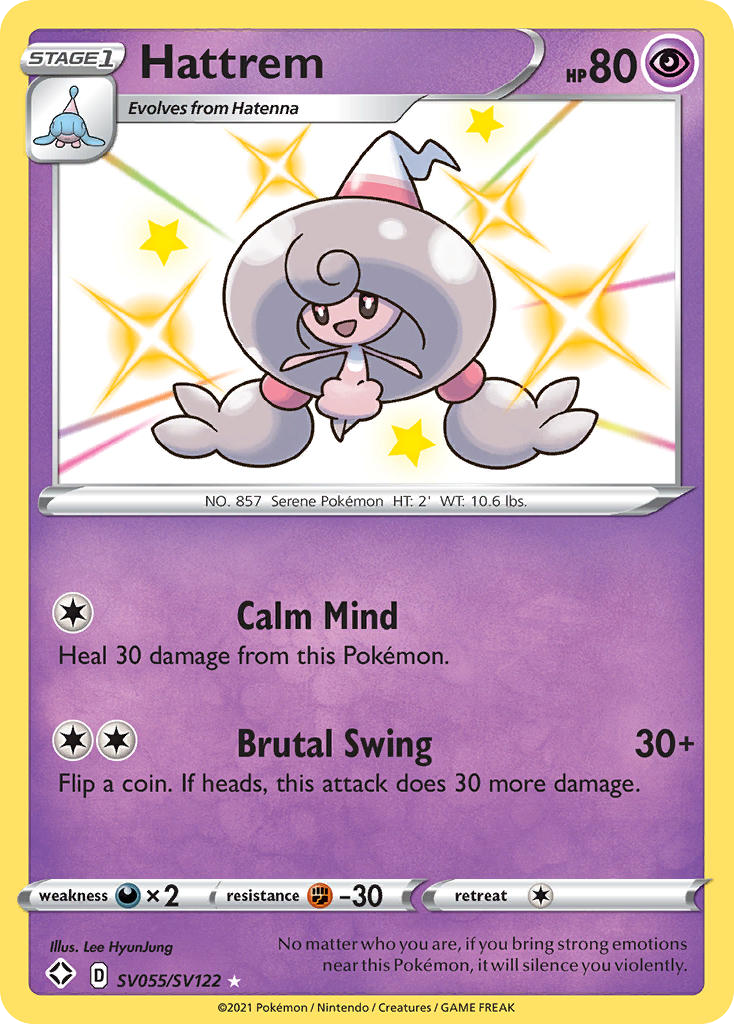 STAGE 1
Hattrem
HP 80
Evolves from Hatenna
NO. 857 Serene Pokémon HT: 2' WT: 10.6 lbs.
Calm Mind
Heal 30 damage from this Pokémon.
Brutal Swing 30+
Flip a coin. If heads, this attack does 30 more damage.
weakness ×2 resistance -30 retreat
Illus. Lee HyunJung
No matter who you are, if you bring strong emotions
near this Pokémon, it will silence you violently.
D SV055/SV122
©2021 Pokémon / Nintendo / Creatures / GAME FREAK